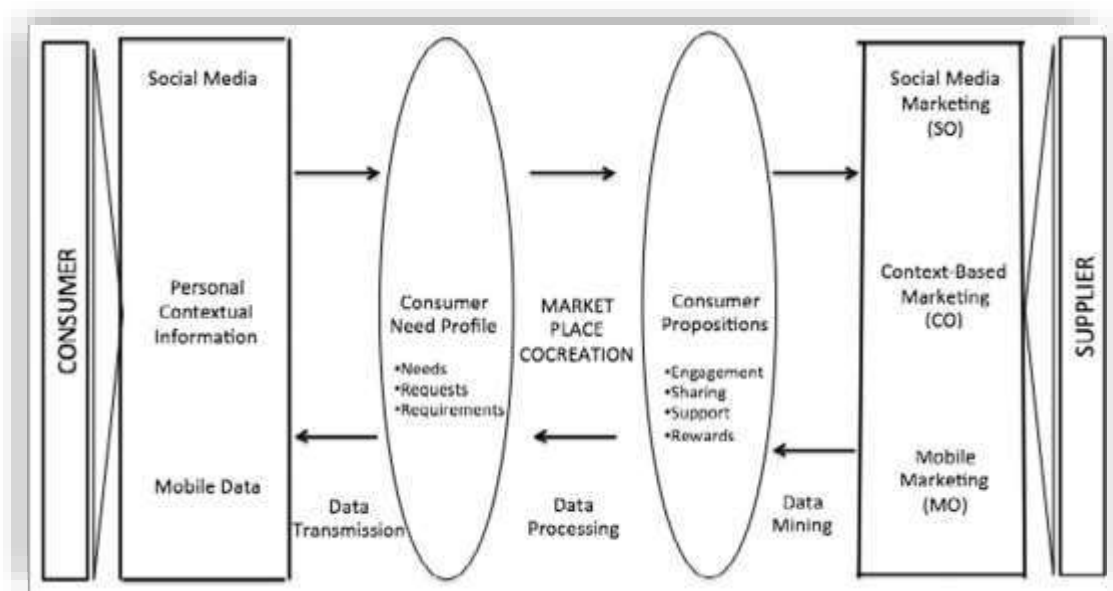 CONSUMER
Social Media
Personal
Contextual
Information
Mobile Data
Data
Transmission
Consumer
Need Profile
•Needs
•Requests
•Requirements
MARKET
PLACE
COCREATION
Data
Processing
Consumer
Propositions
•Engagement
•Sharing
•Support
•Rewards
Data
Mining
Social Media
Marketing
(SO)
Context-Based
Marketing
(CO)
Mobile
Marketing
(MO)
SUPPLIER